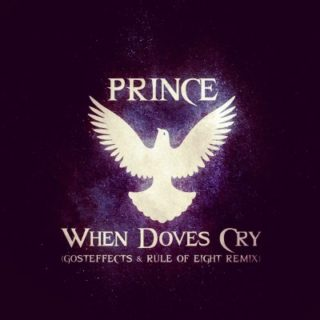 PRINCE
WHEN DOVES CRY
(GOSTEFFECTS & RULE OF EIGHT REMIX)